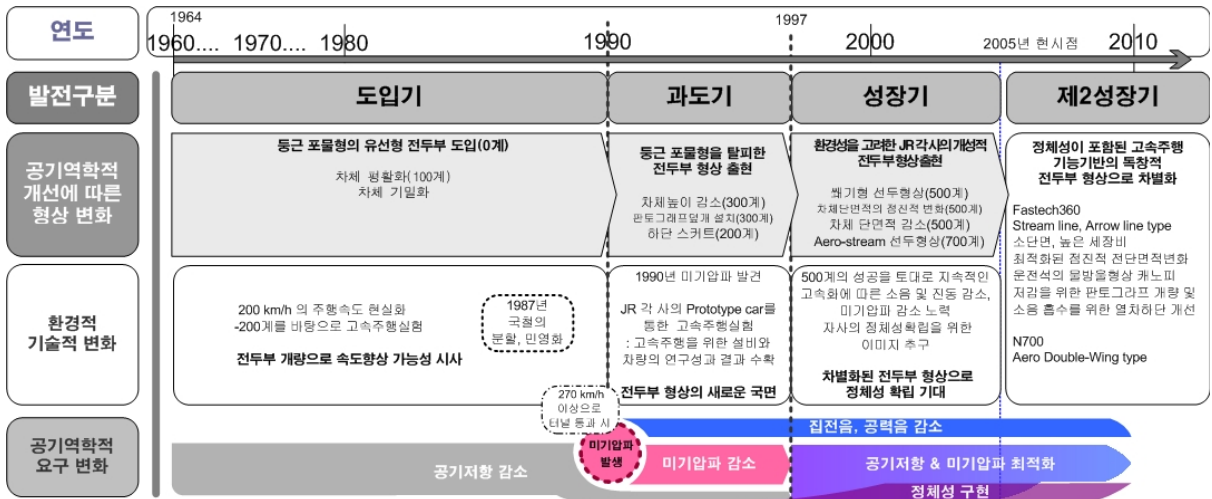 연도
1964
1997
1960.... 1970.... 1980 1990 2000 2005년 현시점 2010
발전구분
도입기
과도기
성장기
제2성장기
공기역학적
개선에 따른
형상 변화
둥근 포물형의 유선형 전두부 도입(0계)
차체 평활화(100계)
차체 기밀화
둥근 포물형을 탈피한
전두부 형상 출현
차체높이 감소(300계)
판토그래프덮개 설치(300계)
하단 스커트(200계)
환경성을 고려한 JR 각 사의 개성적
전두부 형상출현
쐐기형 선두형상(500계)
차체단면적의 점진적 변화(500계)
차체 단면적 감소(500계)
Aero-stream 선두형상(700계)
정체성이 포함된 고속주행
기능기반의 독창적
전두부 형상으로 차별화
Fastech360
Stream line, Arrow line type
소단면, 높은 세장비
최적화된 점진적 전단면적변화
운전석의 물방울형상 캐노피
저감을 위한 판토그라프 개량 및
소음 흡수를 위한 열차하단 개선
N700
Aero Double-Wing type
환경적
기술적 변화
200 km/h 의 주행속도 현실화
-200계를 바탕으로 고속주행실험
전두부 개량으로 속도향상 가능성 시사
1987년
국철의
분할, 민영화
1990년 미기압파 발견
JR 각 사의 Prototype car를
통한 고속주행실험
: 고속주행을 위한 설비와
차량의 연구성과 결과 수확
전두부 형상의 새로운 국면
500계의 성공을 토대로 지속적인
고속화에 따른 소음 및 진동 감소,
미기압파 감소 노력
자사의 정체성확립을 위한
이미지 추구
차별화된 전두부 형상으로
정체성 확립 기대
270 km/h
이상으로
터널 통과 시
공기역학적
요구 변화
집전음, 공력음 감소
미기압파
발생
공기저항 감소
미기압파 감소
공기저항 & 미기압파 최적화
정체성 구현